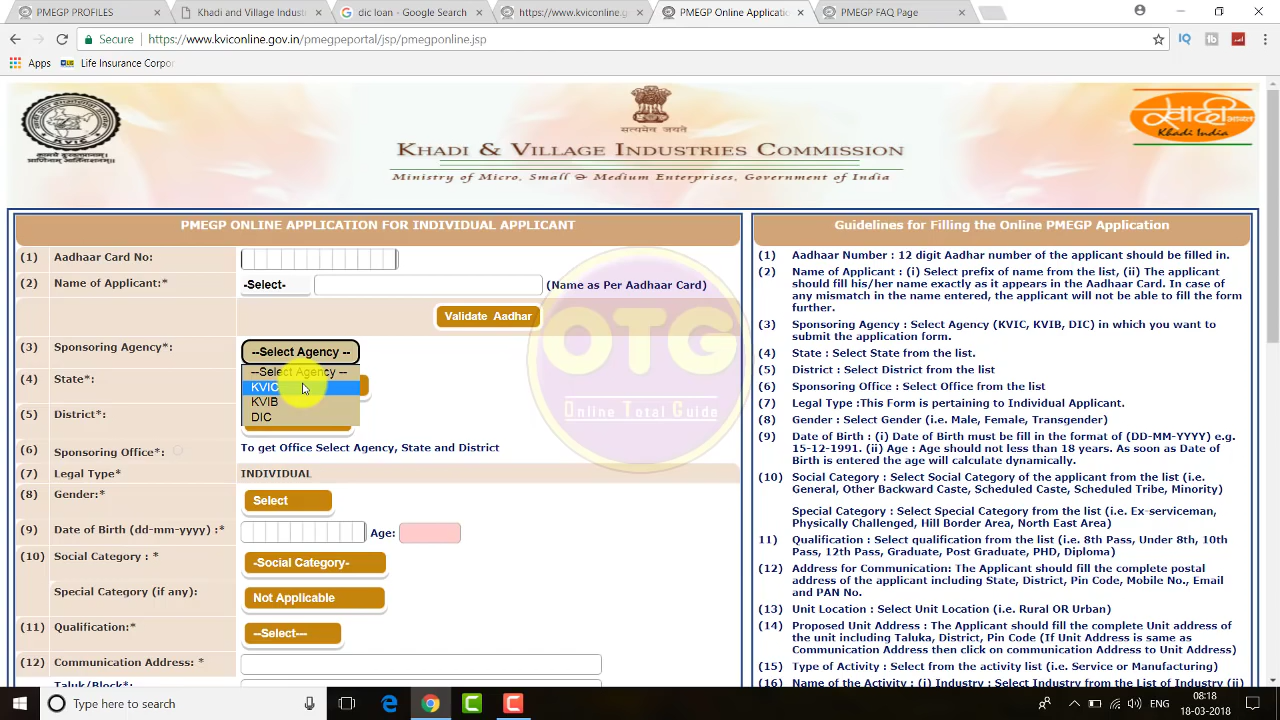 PMEGP PROFILES
Khadi and Village Indust
dic loan - Google Search
https://www.kviconline.g
PMEGP Online Applicatio
PMEGP FAQ Page
Secure
https://www.kviconline.gov.in/pmegpeportal/jsp/pmegponline.jsp
Apps
Life Insurance Corpor
सत्यमेव जयते
KHADI & VILLAGE INDUSTRIES COMMISSION
Ministry of Micro, Small & Medium Enterprises, Government of India
खादी भारत
Khadi India
PMEGP ONLINE APPLICATION FOR INDIVIDUAL APPLICANT
(1) Aadhaar Card No:
(2) Name of Applicant:* -Select- (Name as Per Aadhaar Card)
Validate Aadhar
(3) Sponsoring Agency*: --Select Agency --
--Select Agency --
KVIC
KVIB
DIC
(4) State*:
(5) District*:
(6) Sponsoring Office*: To get Office Select Agency, State and District
(7) Legal Type* INDIVIDUAL
(8) Gender:* Select
(9) Date of Birth (dd-mm-yyyy) :* Age:
(10) Social Category : * -Social Category-
Special Category (if any): Not Applicable
(11) Qualification:* --Select---
(12) Communication Address: *
Taluk/Block*:
OTG
Online Total Guide
Guidelines for Filling the Online PMEGP Application
(1) Aadhaar Number : 12 digit Aadhar number of the applicant should be filled in.
(2) Name of Applicant : (i) Select prefix of name from the list, (ii) The applicant
should fill his/her name exactly as it appears in the Aadhaar Card. In case of
any mismatch in the name entered, the applicant will not be able to fill the form
further.
(3) Sponsoring Agency : Select Agency (KVIC, KVIB, DIC) in which you want to
submit the application form.
(4) State : Select State from the list.
(5) District : Select District from the list
(6) Sponsoring Office : Select Office from the list
(7) Legal Type :This Form is pertaining to Individual Applicant.
(8) Gender : Select Gender (i.e. Male, Female, Transgender)
(9) Date of Birth : (i) Date of Birth must be fill in the format of (DD-MM-YYYY) e.g.
15-12-1991. (ii) Age : Age should not less than 18 years. As soon as Date of
Birth is entered the age will calculate dynamically.
(10) Social Category : Select Social Category of the applicant from the list (i.e.
General, Other Backward Caste, Scheduled Caste, Scheduled Tribe, Minority)
Special Category : Select Special Category from the list (i.e. Ex-serviceman,
Physically Challenged, Hill Border Area, North East Area)
11) Qualification : Select qualification from the list (i.e. 8th Pass, Under 8th, 10th
Pass, 12th Pass, Graduate, Post Graduate, PHD, Diploma)
(12) Address for Communication: The Applicant should fill the complete postal
address of the applicant including State, District, Pin Code, Mobile No., Email
and PAN No.
(13) Unit Location : Select Unit Location (i.e. Rural OR Urban)
(14) Proposed Unit Address : The Applicant should fill the complete Unit address of
the unit including Taluka, District, Pin Code (If Unit Address is same as
Communication Address then click on communication Address to Unit Address)
(15) Type of Activity : Select from the activity list (i.e. Service or Manufacturing)
(16) Name of the Activity : (i) Industry : Select Industry from the List of Industry (ii)
Type here to search
ENG
08:18
18-03-2018